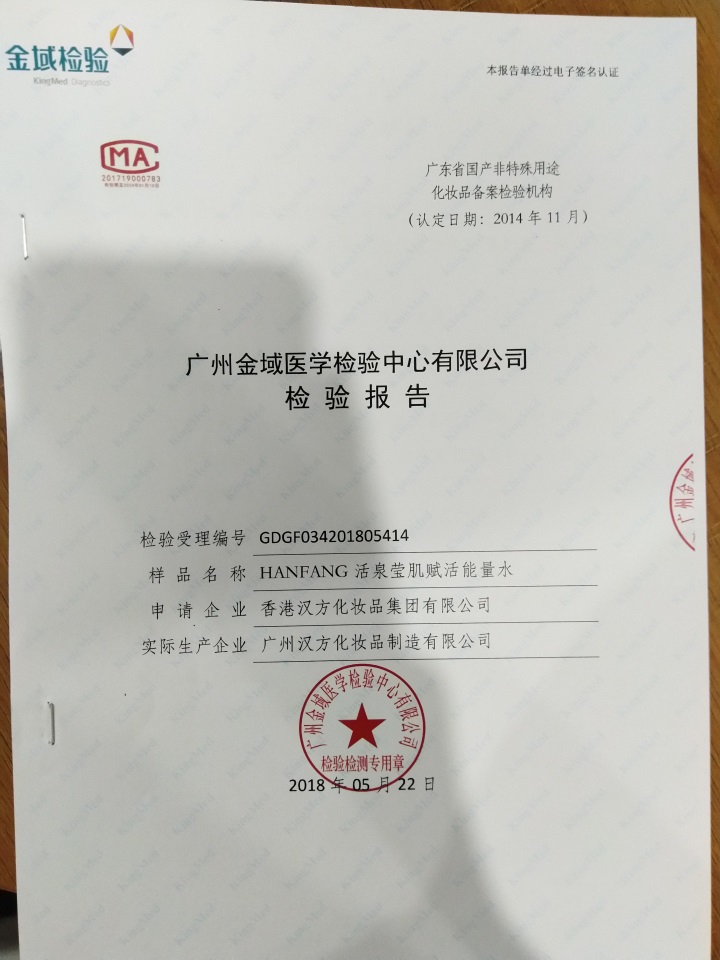 金域检验
KingMed Diagnostics
本报告单经过电子签名认证
MA
201719000783
广东省国产非特殊用途
化妆品备案检验机构
（认定日期：2014 年 11 月）
广州金域医学检验中心有限公司
检 验 报 告
广州金域
检验受理编号 GDGF034201805414
样 品 名 称 HANFANG 活泉莹肌赋活能量水
申 请 企 业 香港汉方化妆品集团有限公司
实际生产企业 广州汉方化妆品制造有限公司
广州金域医学检验中心有限公司
检验检测专用章
2018 年 05 月 22 日